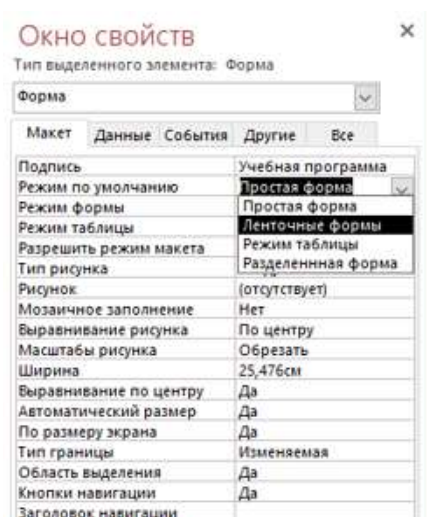 Окно свойств
Тип выделенного элемента: Форма
Форма
Макет Данные События Другие Все
Подпись Учебная программа
Режим по умолчанию Простая форма
Режим формы Простая форма
Режим таблицы Ленточные формы
Разрешить режим макета Режим таблицы
Тип рисунка Разделеннная форма
Рисунок (отсутствует)
Мозаичное заполнение Нет
Выравнивание рисунка По центру
Масштабы рисунка Обрезать
Ширина 25,476см
Выравнивание по центру Да
Автоматический размер Да
По размеру экрана Да
Тип границы Изменяемая
Область выделения Да
Кнопки навигации Да
Заголовок навигации